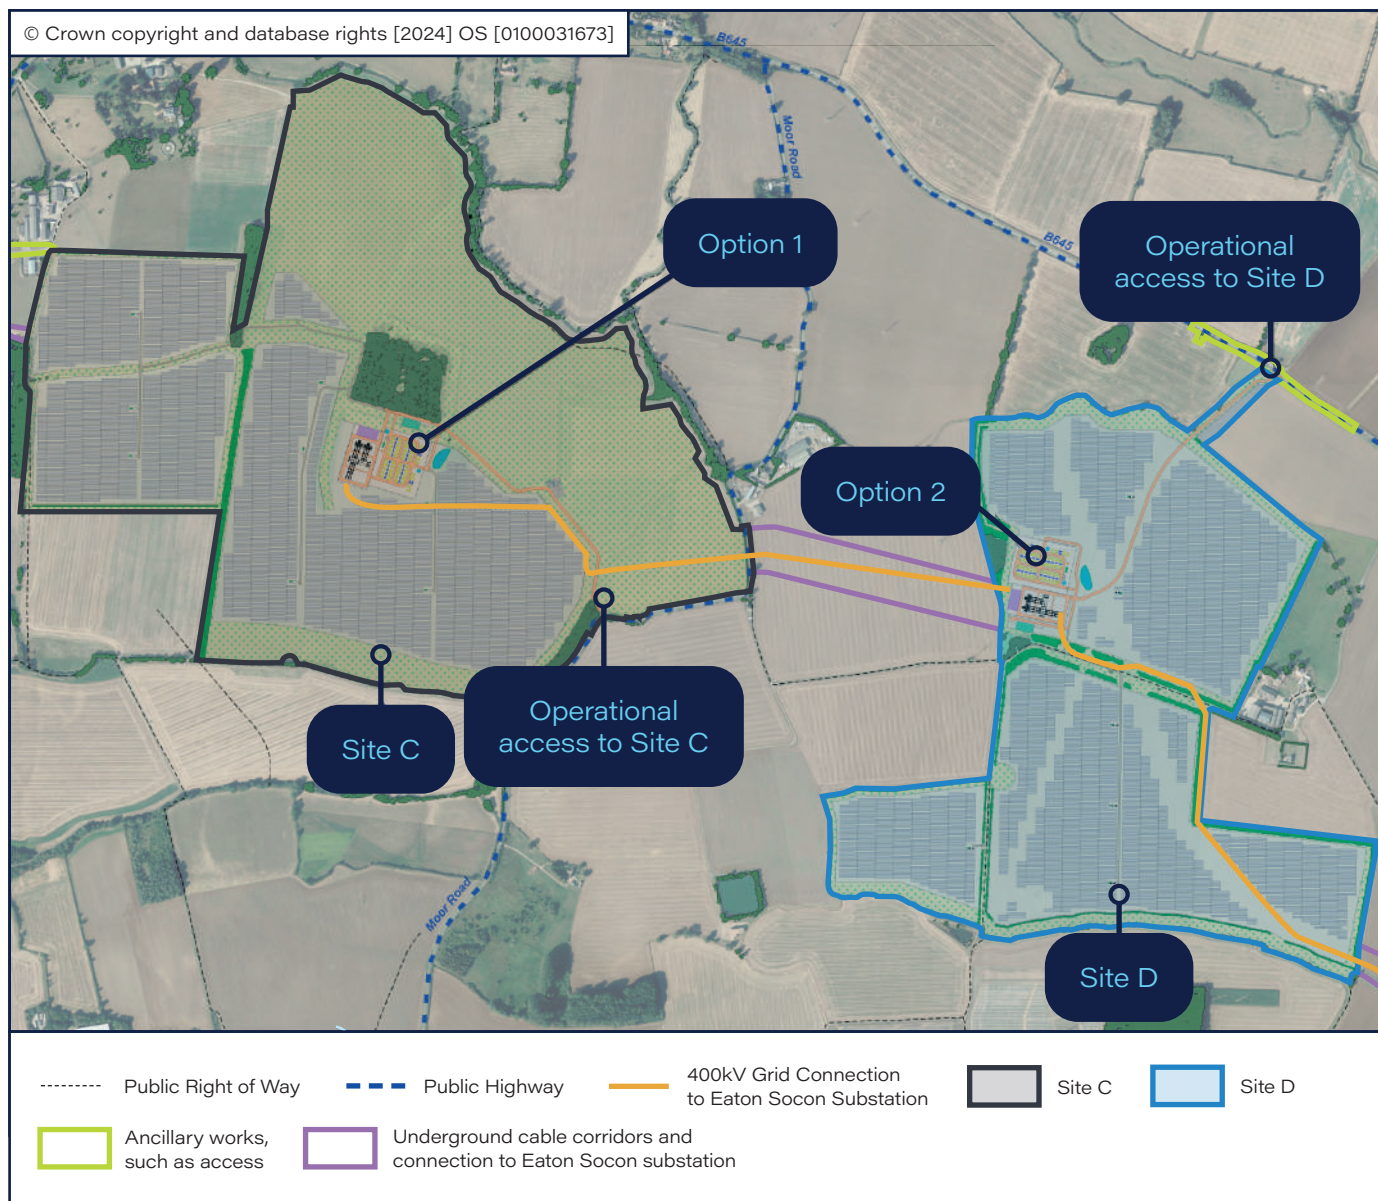 © Crown copyright and database rights [2024] OS [0100031673]
B645
Moor Road
Option 1
B645
Operational
access to Site D
Option 2
Site C
Operational
access to Site C
Moor Road
Site D
Public Right of Way
Public Highway
400kV Grid Connection
to Eaton Socon Substation
Site C
Site D
Ancillary works,
such as access
Underground cable corridors and
connection to Eaton Socon substation